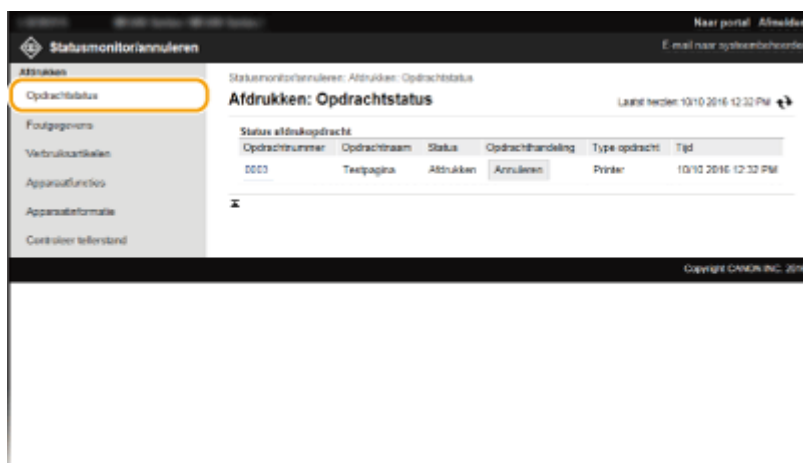 Naar portal Afmelden
Statusmonitor/annuleren
E-mail naar systeembeheerde
Afdrukken
Opdrachtstatus
Foutgegevens
Verbruiksartikelen
Apparaatfuncties
Apparaatinformatie
Controleer tellerstand
Statusmonitor/annuleren: Afdrukken: Opdrachtstatus
Afdrukken: Opdrachtstatus
Laatst herzien: 10/10 2016 12:32 PM
Status afdrukopdracht
Opdrachtnummer Opdrachtnaam Status Opdrachthandeling Type opdracht Tijd
0003 Testpagina Afdrukken Annuleren Printer 10/10 2016 12:32 PM
Copyright CANON INC. 201